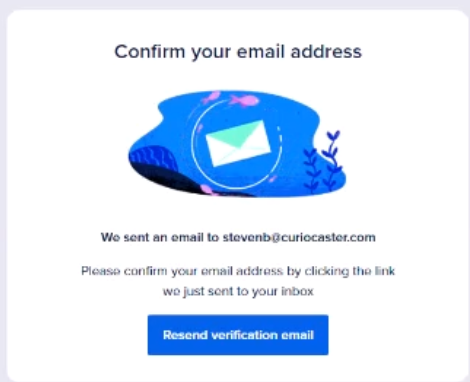 Confirm your email address
We sent an email to stevenb@curiocaster.com
Please confirm your email address by clicking the link
we just sent to your inbox
Resend verification email